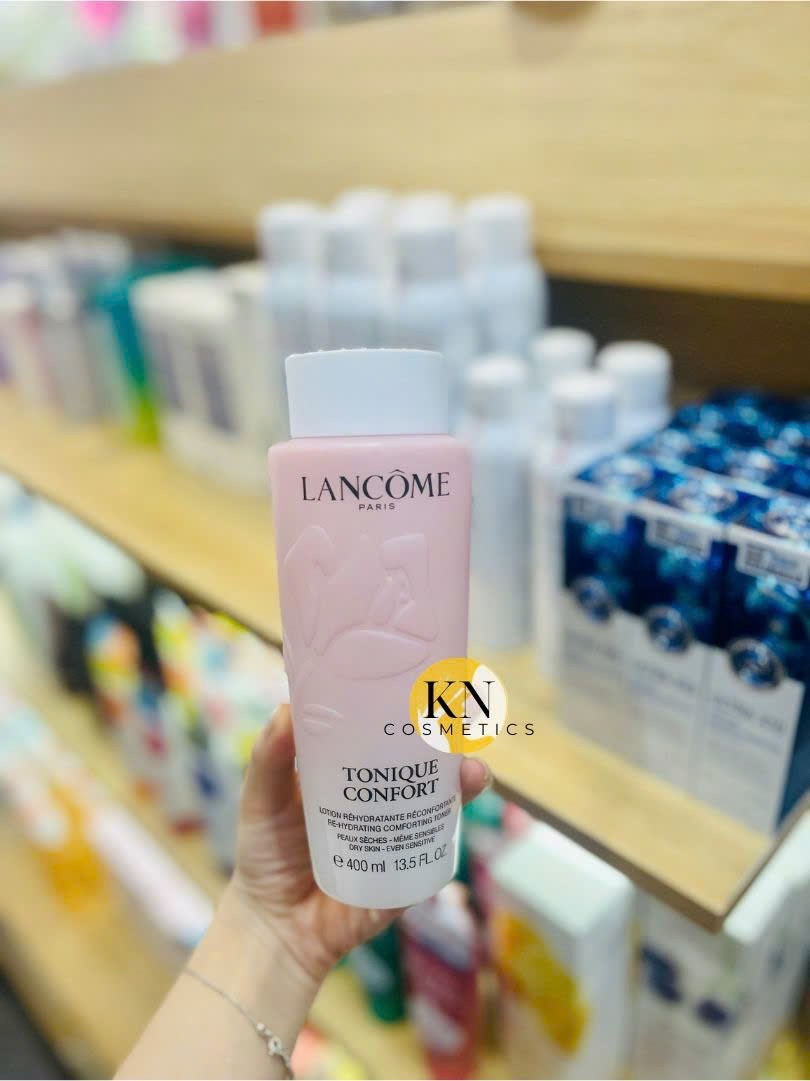 LANCÔME
PARIS
KN
COSMETICS
TONIQUE
CONFORT
LOTION RÉHYDRATANTE RÉCONFORTANTE
RE-HYDRATING COMFORTING TONER
PEAUX SÈCHES - MÊME SENSIBLES
DRY SKIN - EVEN SENSITIVE
e 400 ml 13.5 FL.OZ.